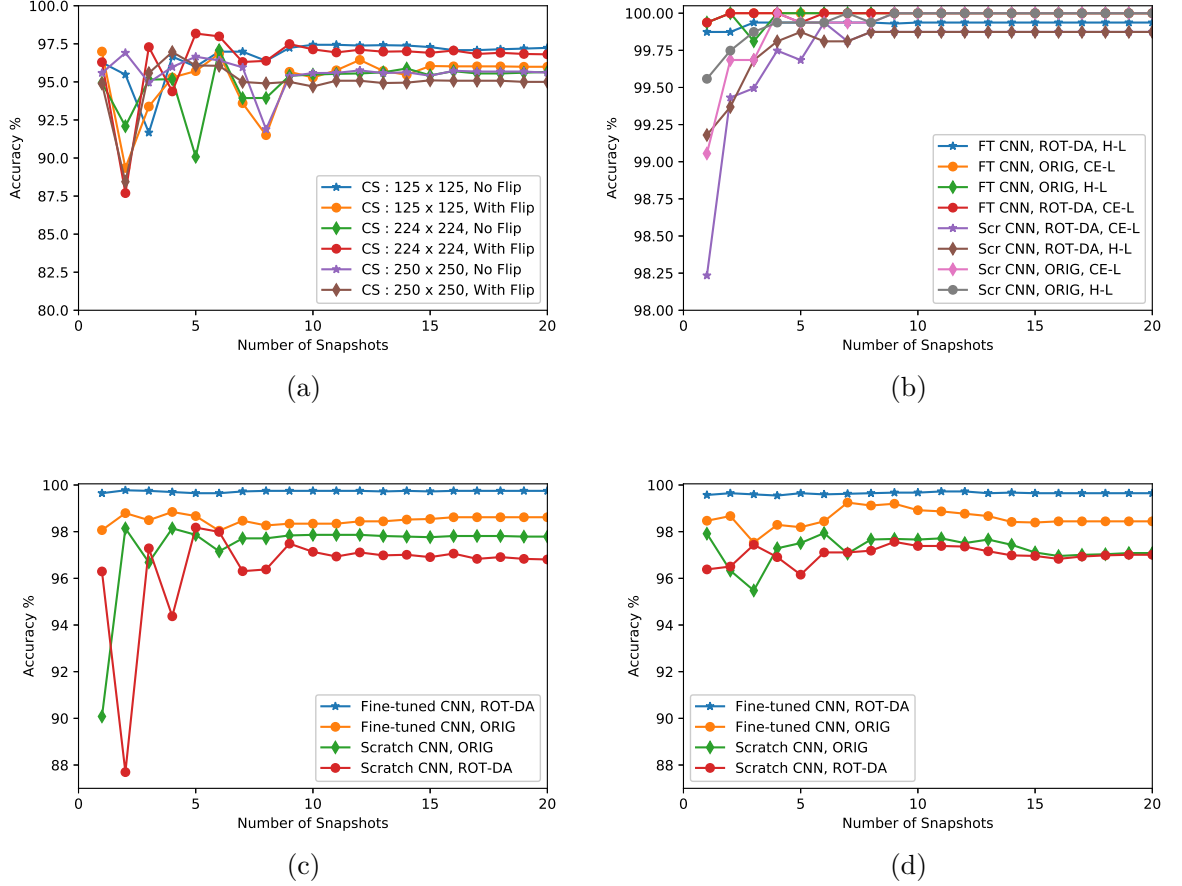 100.0
97.5
95.0
92.5
90.0
87.5
85.0
82.5
80.0
Accuracy %
0
5
10
15
20
Number of Snapshots
CS : 125 x 125, No Flip
CS : 125 x 125, With Flip
CS : 224 x 224, No Flip
CS : 224 x 224, With Flip
CS : 250 x 250, No Flip
CS : 250 x 250, With Flip
(a)
100.00
99.75
99.50
99.25
99.00
98.75
98.50
98.25
98.00
Accuracy %
0
5
10
15
20
Number of Snapshots
FT CNN, ROT-DA, H-L
FT CNN, ORIG, CE-L
FT CNN, ORIG, H-L
FT CNN, ROT-DA, CE-L
Scr CNN, ROT-DA, CE-L
Scr CNN, ROT-DA, H-L
Scr CNN, ORIG, CE-L
Scr CNN, ORIG, H-L
(b)
100
98
96
94
92
90
88
Accuracy %
0
5
10
15
20
Number of Snapshots
Fine-tuned CNN, ROT-DA
Fine-tuned CNN, ORIG
Scratch CNN, ORIG
Scratch CNN, ROT-DA
(c)
100
98
96
94
92
90
88
Accuracy %
0
5
10
15
20
Number of Snapshots
Fine-tuned CNN, ROT-DA
Fine-tuned CNN, ORIG
Scratch CNN, ORIG
Scratch CNN, ROT-DA
(d)